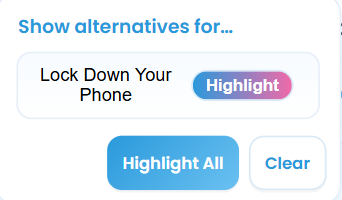 Show alternatives for...
Lock Down Your
Phone
Highlight
Highlight All
Clear